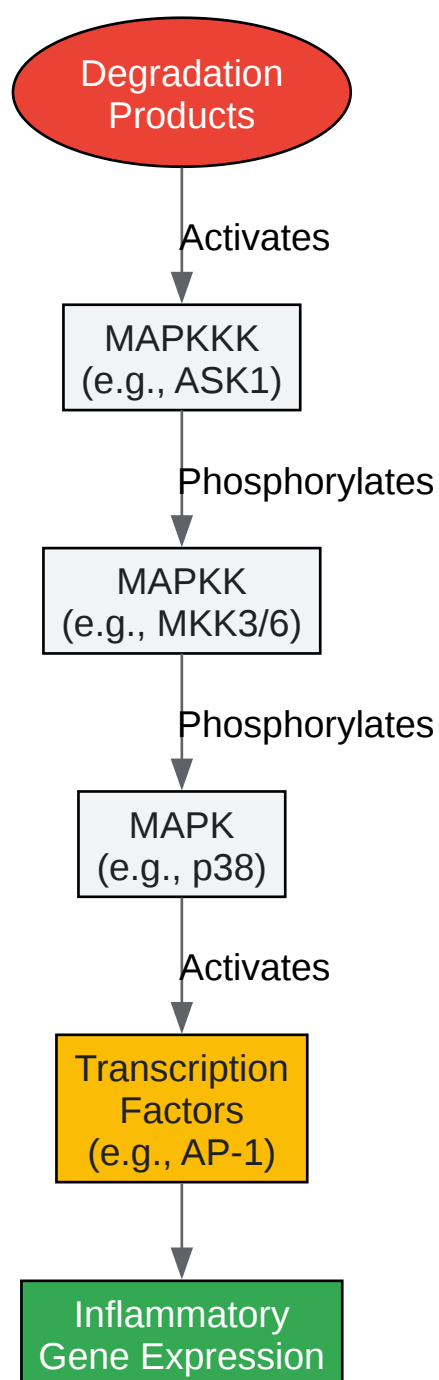 Degradation
Products
Activates
MAPKKK
(e.g., ASK1)
Phosphorylates
MAPKK
(e.g., MKK3/6)
Phosphorylates
MAPK
(e.g., p38)
Activates
Transcription
Factors
(e.g., AP-1)
Inflammatory
Gene Expression